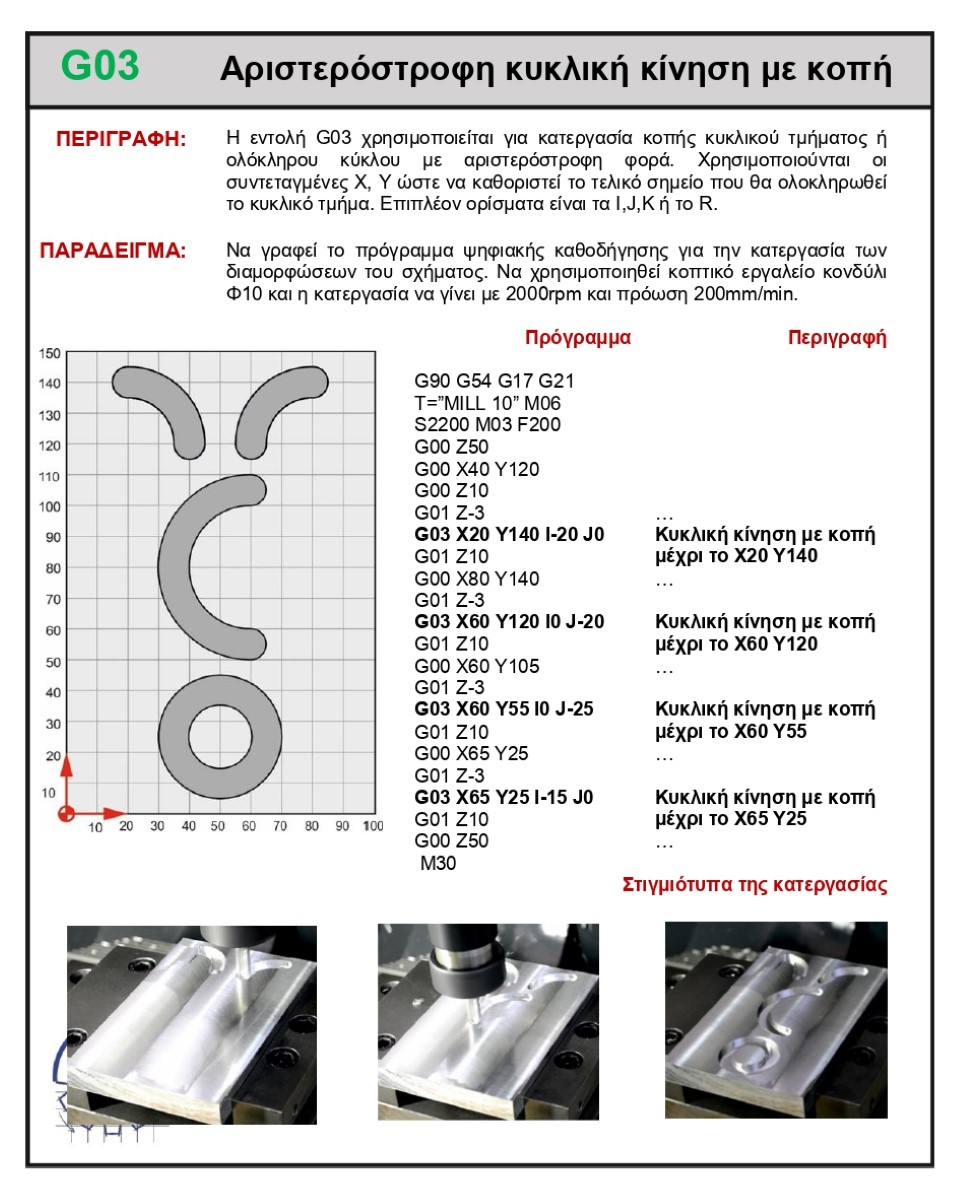 G03 Αριστερόστροφη κυκλική κίνηση με κοπή
ΠΕΡΙΓΡΑΦΗ:
Η εντολή G03 χρησιμοποιείται για κατεργασία κοπής κυκλικού τμήματος ή
ολόκληρου κύκλου με αριστερόστροφη φορά. Χρησιμοποιούνται οι
συντεταγμένες X, Y ώστε να καθοριστεί το τελικό σημείο που θα ολοκληρωθεί
το κυκλικό τμήμα. Επιπλέον ορίσματα είναι τα I,J,K ή το R.
ΠΑΡΑΔΕΙΓΜΑ:
Να γραφεί το πρόγραμμα ψηφιακής καθοδήγησης για την κατεργασία των
διαμορφώσεων του σχήματος. Να χρησιμοποιηθεί κοπτικό εργαλείο κονδύλι
Φ10 και η κατεργασία να γίνει με 2000rpm και πρόωση 200mm/min.
150
140
130
120
110
100
90
80
70
60
50
40
30
20
10
10 20 30 40 50 60 70 80 90 100
Πρόγραμμα Περιγραφή
G90 G54 G17 G21
T=”MILL 10” M06
S2200 M03 F200
G00 Z50
G00 X40 Y120
G00 Z10
G01 Z-3 …
G03 X20 Y140 I-20 J0 Κυκλική κίνηση με κοπή
G01 Z10 μέχρι το X20 Y140
G00 X80 Y140 …
G01 Z-3
G03 X60 Y120 I0 J-20 Κυκλική κίνηση με κοπή
G01 Z10 μέχρι το X60 Y120
G00 X60 Y105 …
G01 Z-3
G03 X60 Y55 I0 J-25 Κυκλική κίνηση με κοπή
G01 Z10 μέχρι το X60 Y55
G00 X65 Y25 …
G01 Z-3
G03 X65 Y25 I-15 J0 Κυκλική κίνηση με κοπή
G01 Z10 μέχρι το X65 Y25
G00 Z50 …
M30
Στιγμιότυπα της κατεργασίας